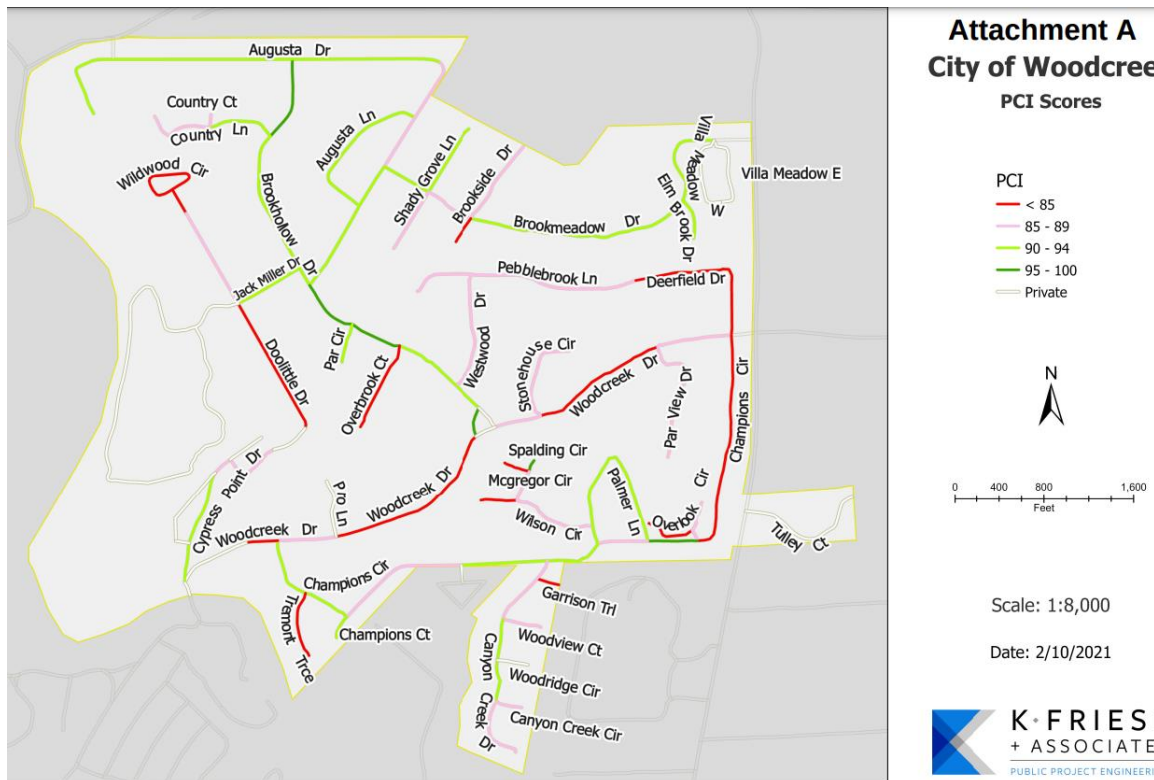 Attachment A
City of Woodcree
PCI Scores
PCI
< 85
85 - 89
90 - 94
95 - 100
Private
N
0 400 800 1,600
Feet
Scale: 1:8,000
Date: 2/10/2021
K·FRIES
+ ASSOCIATE
PUBLIC PROJECT ENGINEERI
Augusta Dr
Country Ct
Country Ln
Augusta Ln
Wildwood Cir
Brookhollow Dr
Shady Grove Ln
Brookside Dr
Villa Meadow W
Villa Meadow E
Elm Brook Dr
Brookmeadow Dr
Jack Miller Dr
Pebblebrook Ln
Deerfield Dr
Doolittle Dr
Par Cir
Overbrook Ct
Westwood Dr
Stonehouse Cir
Woodcreek Dr
Par View Dr
Champions Cir
Spalding Cir
Mcgregor Cir
Wilson Cir
Palmer Ln
Overlook Cir
Tulley Ct
Cypress Point Dr
Pro Ln
Woodcreek Dr
Woodcreek Dr
Champions Cir
Tremont Trce
Champions Ct
Garrison Trl
Woodview Ct
Canyon Creek Dr
Woodridge Cir
Canyon Creek Cir